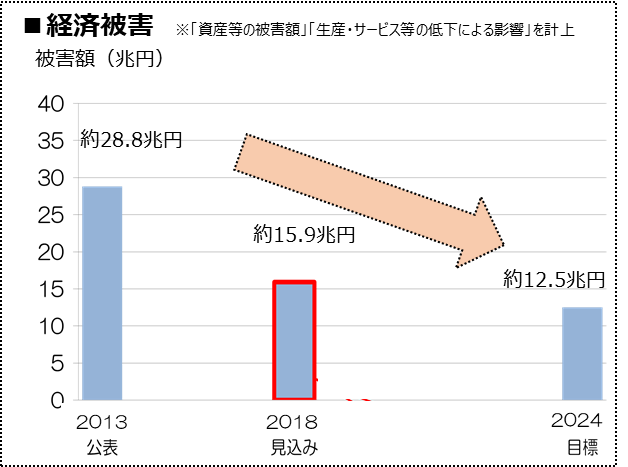 ■経済被害 ※「資産等の被害額」「生産・サービス等の低下による影響」を計上
被害額（兆円）
40
35
30
25
20
15
10
5
0
約28.8兆円
約15.9兆円
約12.5兆円
2013 2018 2024
公表 見込み 目標